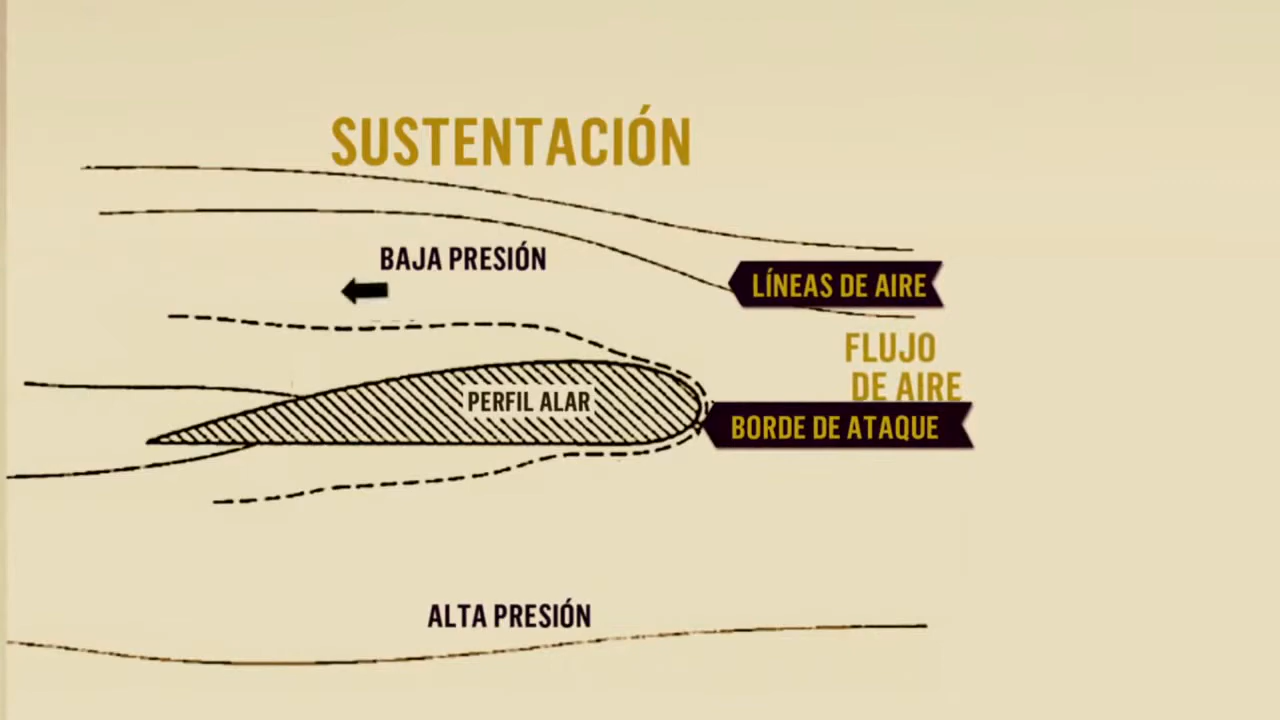 SUSTENTACIÓN
BAJA PRESIÓN
LÍNEAS DE AIRE
FLUJO
DE AIRE
PERFIL ALAR
BORDE DE ATAQUE
ALTA PRESIÓN